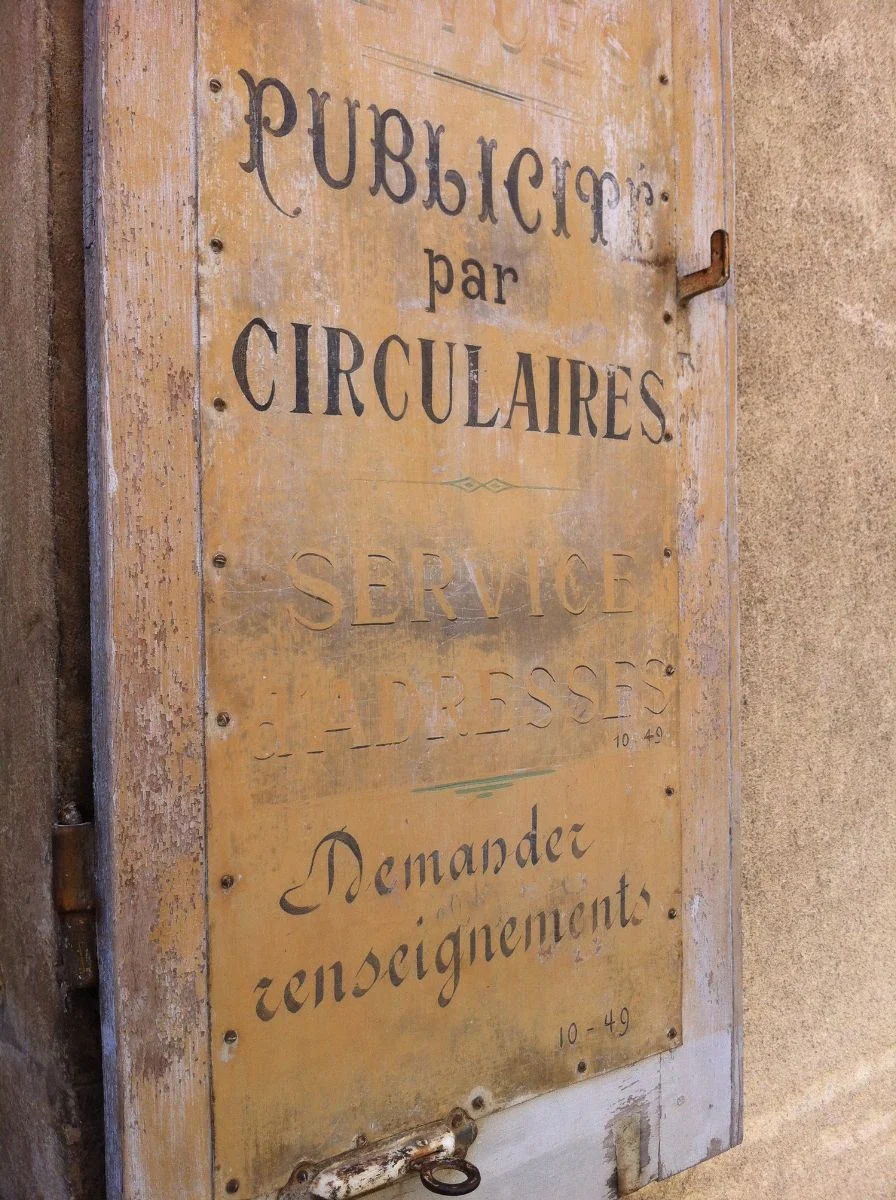 PUBLICITÉ
par
CIRCULAIRES
SERVICE
d'ADRESSES
10 49
Demander
renseignements
10-49